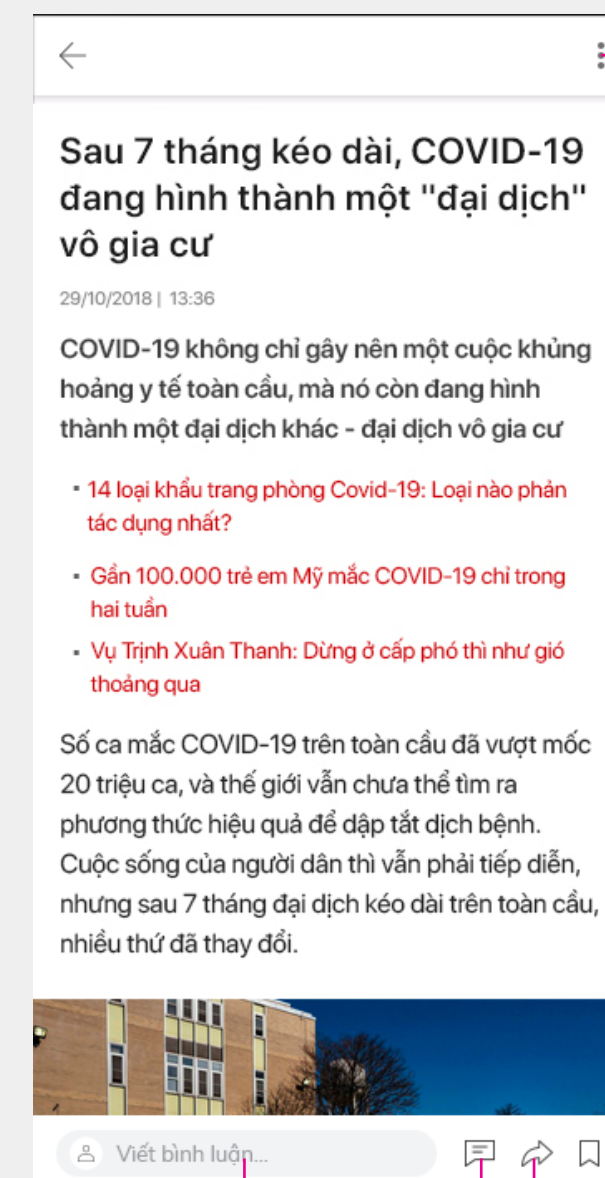 Sau 7 tháng kéo dài, COVID-19
đang hình thành một "đại dịch"
vô gia cư
29/10/2018 | 13:36
COVID-19 không chỉ gây nên một cuộc khủng
hoảng y tế toàn cầu, mà nó còn đang hình
thành một đại dịch khác - đại dịch vô gia cư
▪ 14 loại khẩu trang phòng Covid-19: Loại nào phản
tác dụng nhất?
▪ Gần 100.000 trẻ em Mỹ mắc COVID-19 chỉ trong
hai tuần
▪ Vụ Trịnh Xuân Thanh: Dừng ở cấp phó thì như gió
thoảng qua
Số ca mắc COVID-19 trên toàn cầu đã vượt mốc
20 triệu ca, và thế giới vẫn chưa thể tìm ra
phương thức hiệu quả để dập tắt dịch bệnh.
Cuộc sống của người dân thì vẫn phải tiếp diễn,
nhưng sau 7 tháng đại dịch kéo dài trên toàn cầu,
nhiều thứ đã thay đổi.
Viết bình luận...